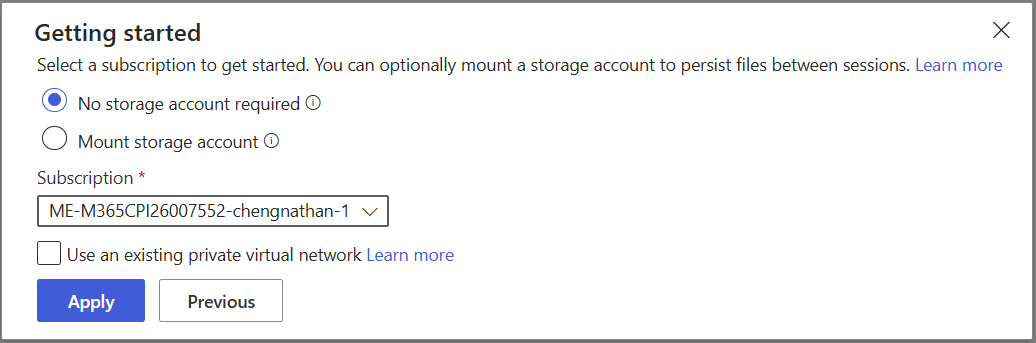 Getting started
Select a subscription to get started. You can optionally mount a storage account to persist files between sessions. Learn more
No storage account required
Mount storage account
Subscription *
ME-M365CPI26007552-chengnathan-1
Use an existing private virtual network Learn more
Apply Previous